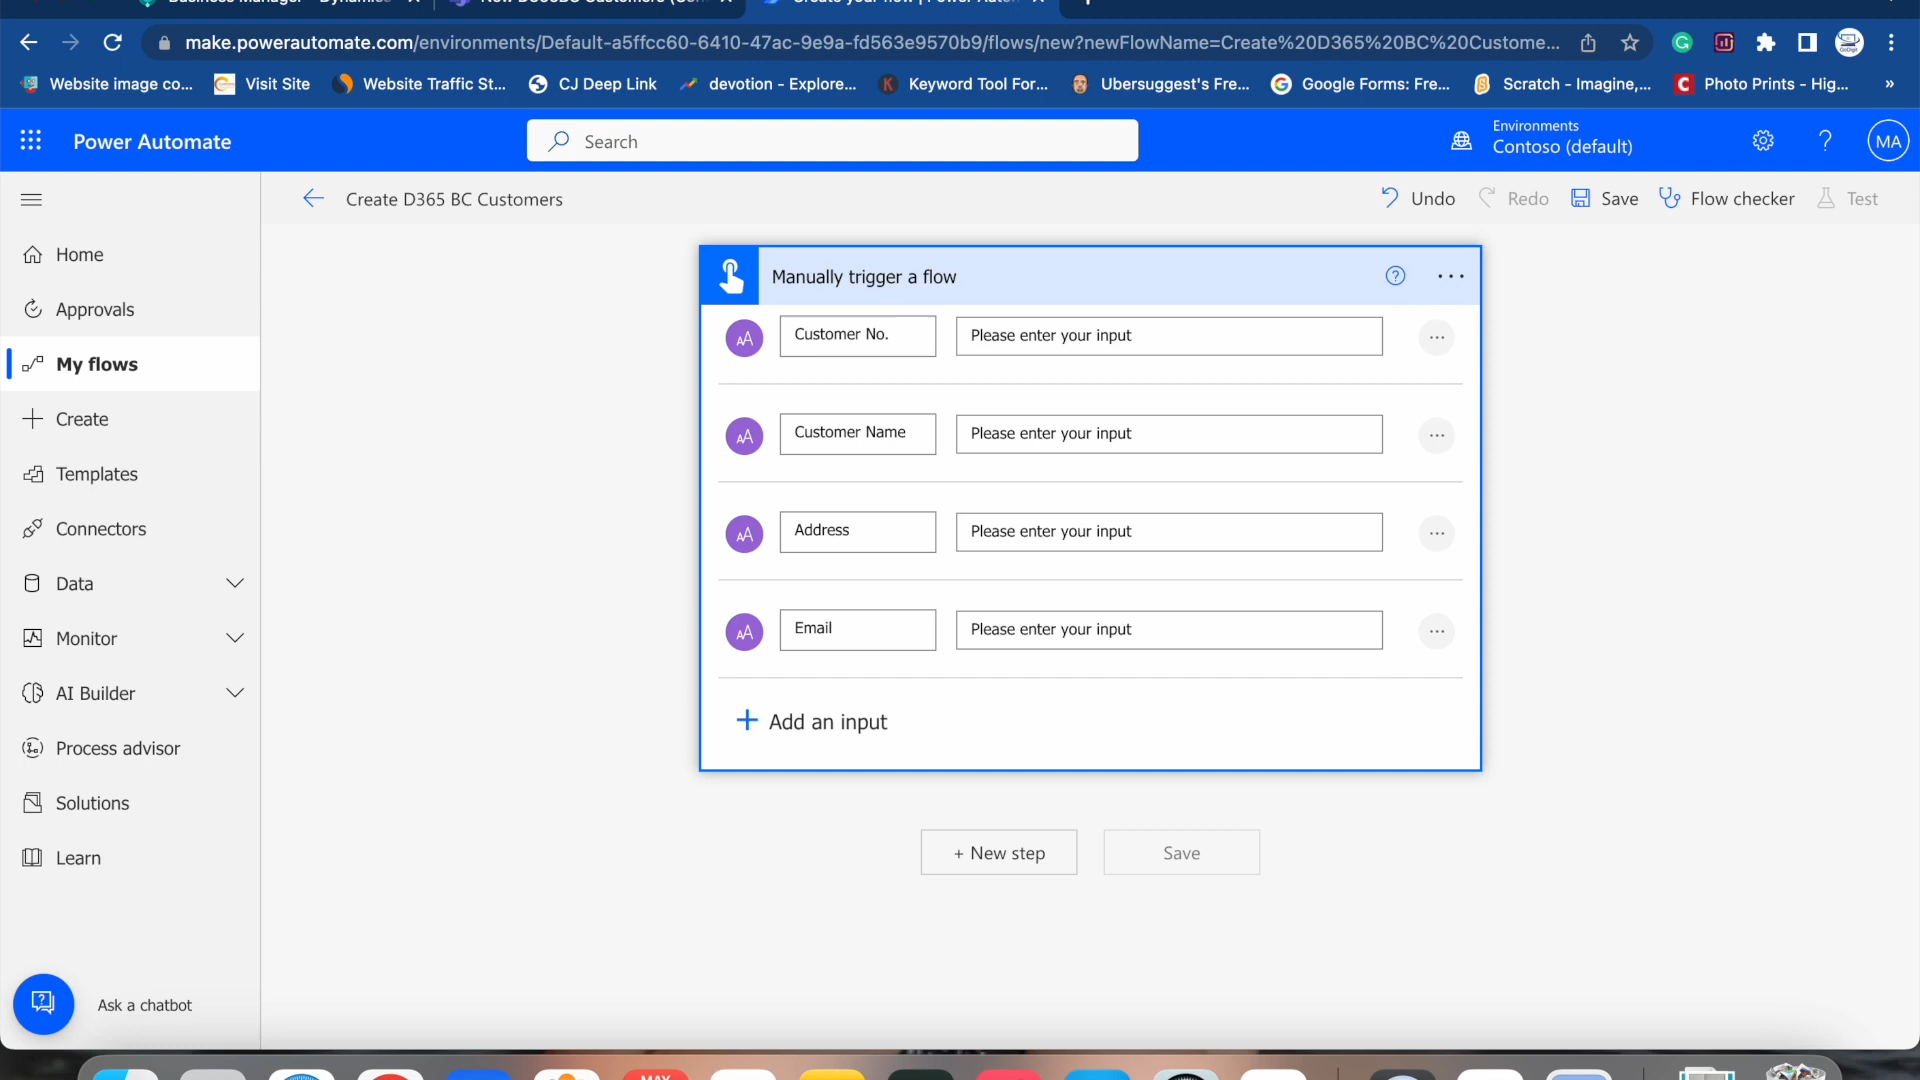 make.powerautomate.com/environments/Default-a5ffcc60-6410-47ac-9e9a-fd563e9570b9/flows/new?newFlowName=Create%20D365%20BC%20Custome...
Website image co... Visit Site Website Traffic St... CJ Deep Link devotion - Explore... Keyword Tool For... Ubersuggest's Fre... Google Forms: Fre... Scratch - Imagine,... Photo Prints - Hig... »
Power Automate
Search
Environments
Contoso (default)
MA
Create D365 BC Customers
Undo Redo Save Flow checker Test
Home
Approvals
My flows
Create
Templates
Connectors
Data
Monitor
AI Builder
Process advisor
Solutions
Learn
Ask a chatbot
Manually trigger a flow
Customer No. Please enter your input
Customer Name Please enter your input
Address Please enter your input
Email Please enter your input
Add an input
+ New step Save